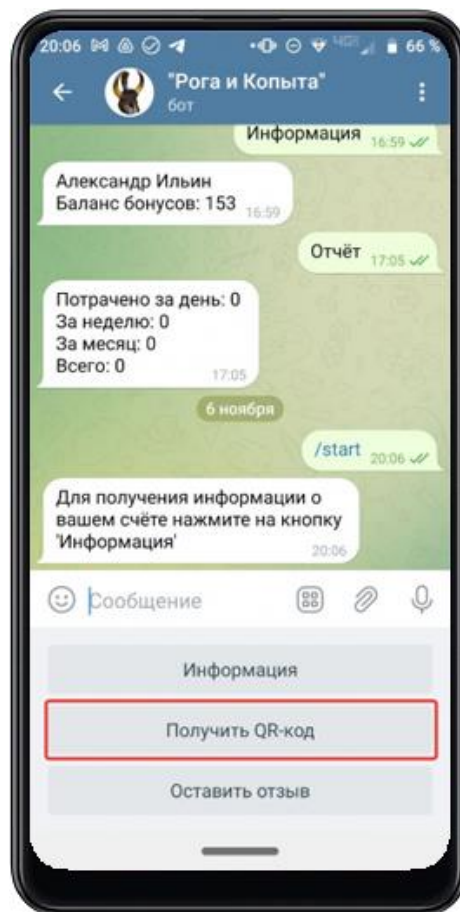 20:06 66 %
"Рога и Копыта"
бот
Информация 16:59
Александр Ильин
Баланс бонусов: 153 16:59
Отчёт 17:05
Потрачено за день: 0
За неделю: 0
За месяц: 0
Всего: 0 17:05
6 ноября
/start 20:06
Для получения информации о
вашем счёте нажмите на кнопку
'Информация' 20:06
Сообщение
Информация
Получить QR-код
Оставить отзыв